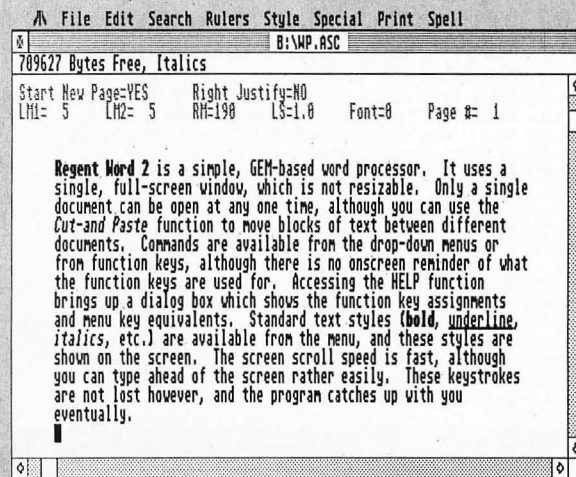 File Edit Search Rulers Style Special Print Spell
B:\WP.ASC
709627 Bytes Free, Italics
Start New Page=YES Right Justify=NO
LM1= 5 LM2= 5 RM=190 LS=1.0 Font=0 Page #= 1
Regent Word 2 is a simple, GEM-based word processor. It uses a
single, full-screen window, which is not resizable. Only a single
document can be open at any one time, although you can use the
Cut-and Paste function to move blocks of text between different
documents. Commands are available from the drop-down menus or
from function keys, although there is no onscreen reminder of what
the function keys are used for. Accessing the HELP function
brings up a dialog box which shows the function key assignments
and menu key equivalents. Standard text styles (bold, underline,
italics, etc.) are available from the menu, and these styles are
shown on the screen. The screen scroll speed is fast, although
you can type ahead of the screen rather easily. These keystrokes
are not lost however, and the program catches up with you
eventually.